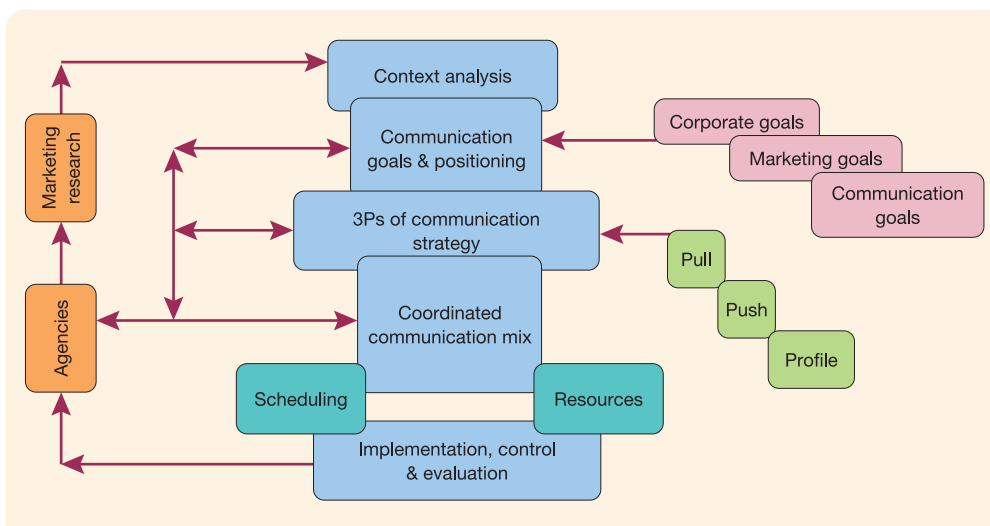 Context analysis
Communication
goals & positioning
3Ps of communication
strategy
Coordinated
communication mix
Scheduling
Resources
Implementation, control
& evaluation
Marketing
research
Agencies
Corporate goals
Marketing goals
Communication
goals
Pull
Push
Profile